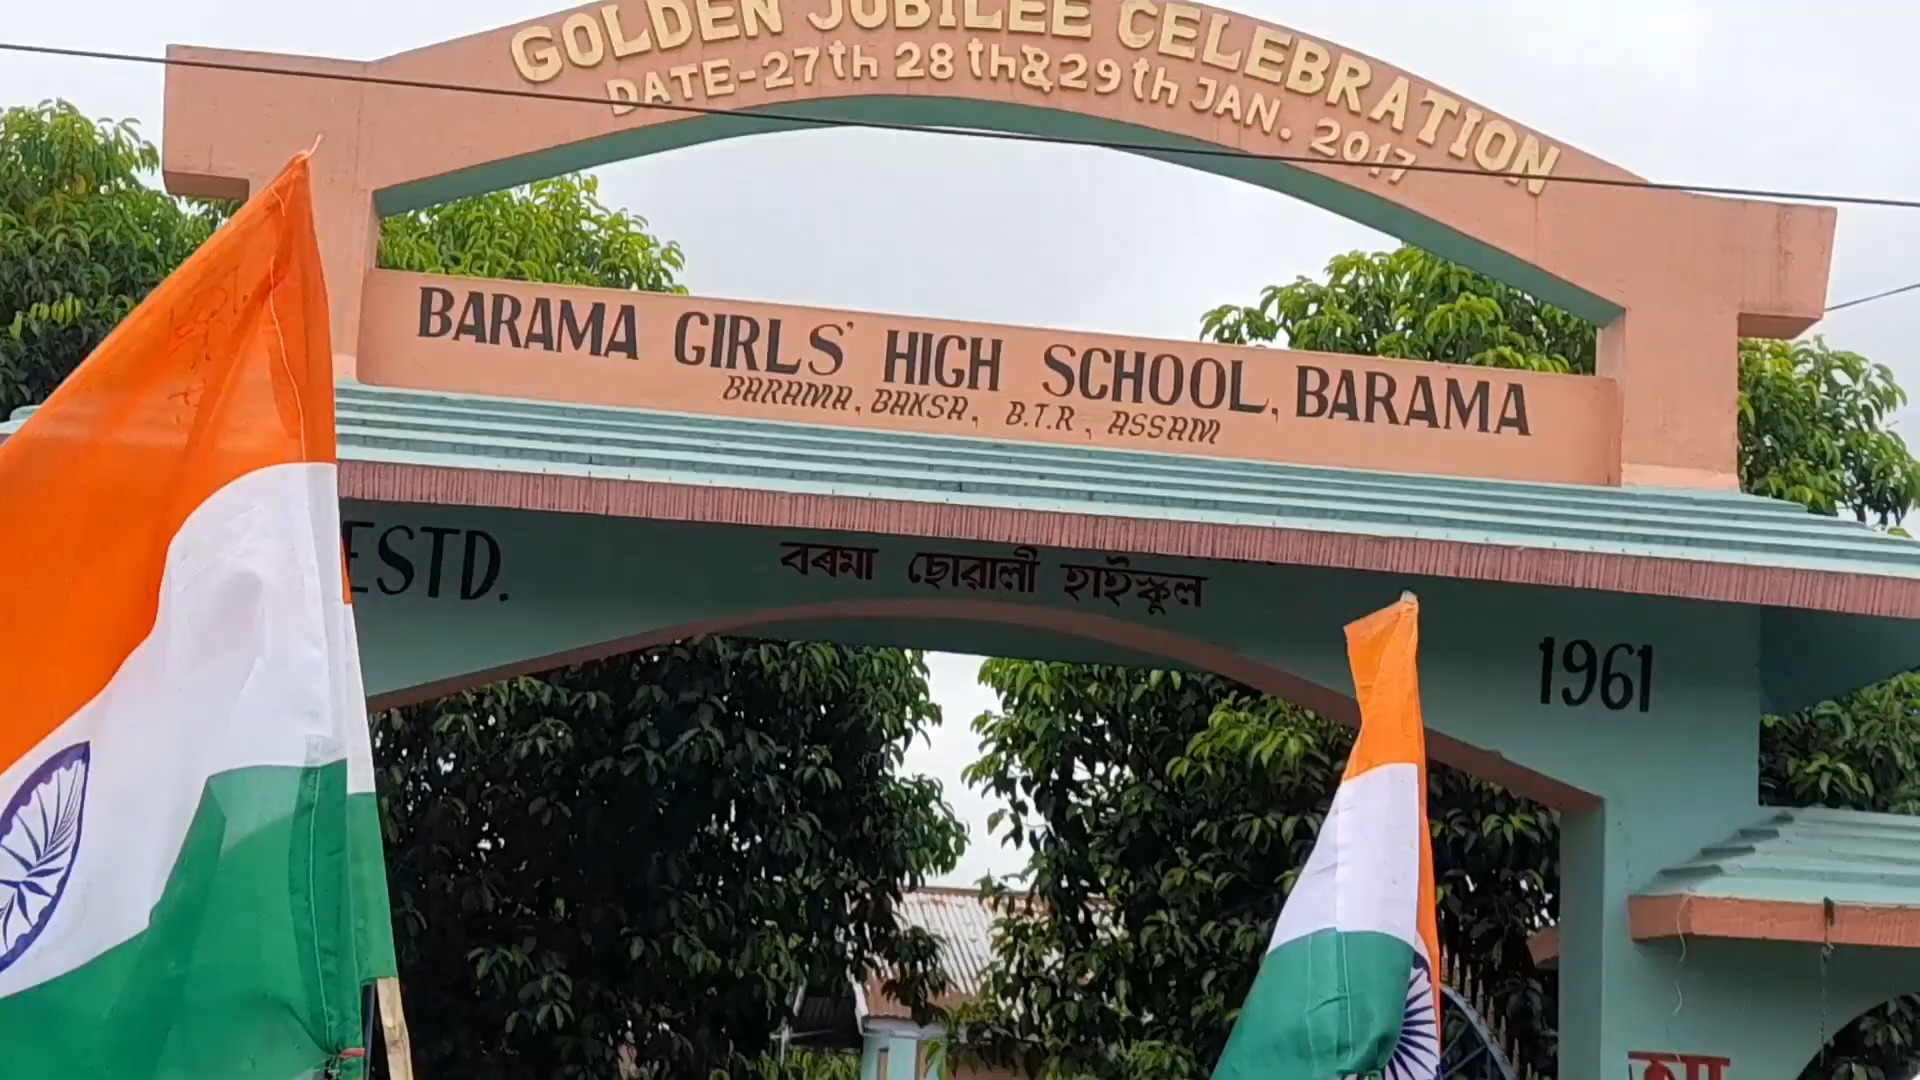 GOLDEN JUBILEE CELEBRATION
DATE-27th 28th&29th JAN. 2017
BARAMA GIRLS' HIGH SCHOOL, BARAMA
BARAMA, BAKSA, B.T.R, ASSAM
ESTD.
বৰমা ছোৱালী হাইস্কুল
1961